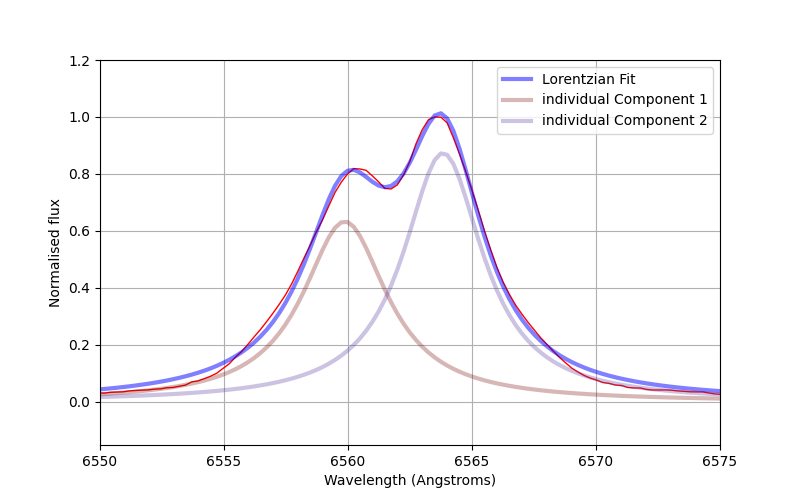 Lorentzian Fit
individual Component 1
individual Component 2
1.2
1.0
0.8
0.6
0.4
0.2
0.0
Normalised flux
6550
6555
6560
6565
6570
6575
Wavelength (Angstroms)